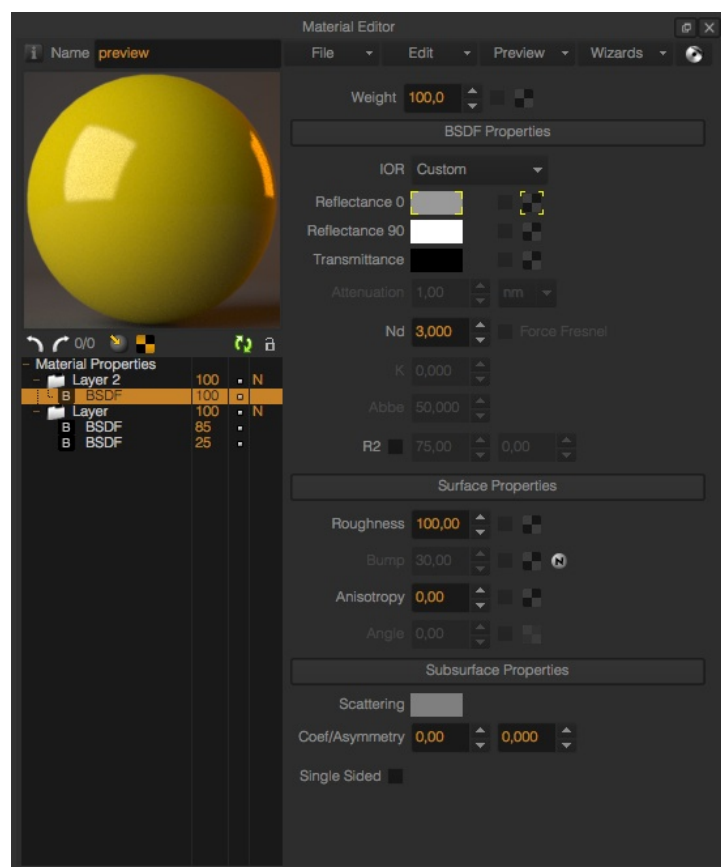 Material Editor
Name preview
File Edit Preview Wizards
Weight 100,0
BSDF Properties
IOR Custom
Reflectance 0
Reflectance 90
Transmittance
Attenuation 1,00 nm
Nd 3,000 Force Fresnel
K 0,000
Abbe 50,000
R2 75,00 0,00
Surface Properties
Roughness 100,00
Bump 30,00 N
Anisotropy 0,00
Angle 0,00
Subsurface Properties
Scattering
Coef/Asymmetry 0,00 0,000
Single Sided
0/0
Material Properties
Layer 2 100 N
B BSDF 100
Layer 100 N
B BSDF 85
B BSDF 25